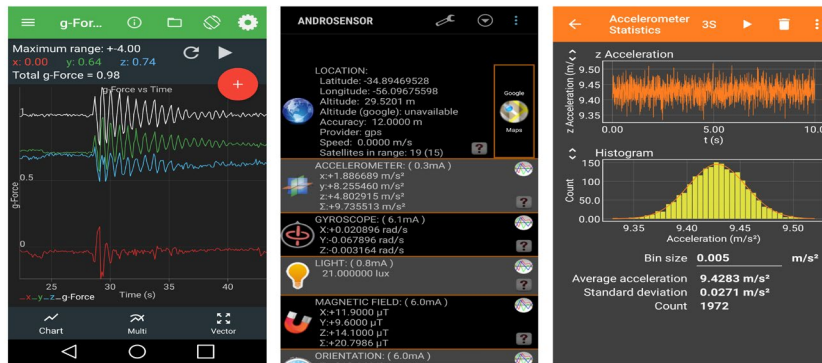 g-For...
Maximum range: +-4.00
x: 0.00 y: 0.64 z: 0.74
Total g-Force = 0.98
+
g-Force vs Time
1
0.5
0
g-Force
25
30
35
40
Time (s)
x y z g-Force
Chart
Multi
Vector
ANDROSENSOR
LOCATION:
Latitude: -34.89469528
Longitude: -56.09675598
Altitude: 29.5201 m
Altitude (google): unavailable
Accuracy: 12.0000 m
Provider: gps
Speed: 0.0000 m/s
Satellites in range: 19 (15)
?
Google
Maps
ACCELEROMETER: ( 0.3mA )
x:+1.886689 m/s²
y:+8.255460 m/s²
z:+4.802915 m/s²
Σ:+9.735513 m/s²
?
GYROSCOPE: ( 6.1mA )
X:+0.020896 rad/s
Y:-0.067896 rad/s
Z:-0.003164 rad/s
?
LIGHT: ( 0.8mA )
21.000000 lux
?
MAGNETIC FIELD: ( 6.0mA )
X:+11.9000 µT
Y:+9.6000 µT
Z:+14.1000 µT
Σ:+20.7986 µT
?
ORIENTATION: ( 6.0mA )
Accelerometer
Statistics
3S
z Acceleration
z Acceleration (m/
9.50
9.45
9.40
9.35
0.00
5.00
10.0
t (s)
Histogram
Count
150
100
50.0
0.00
9.35
9.40
9.45
9.50
Acceleration (m/s²)
Bin size 0.005 m/s²
Average acceleration 9.4283 m/s²
Standard deviation 0.0271 m/s²
Count 1972